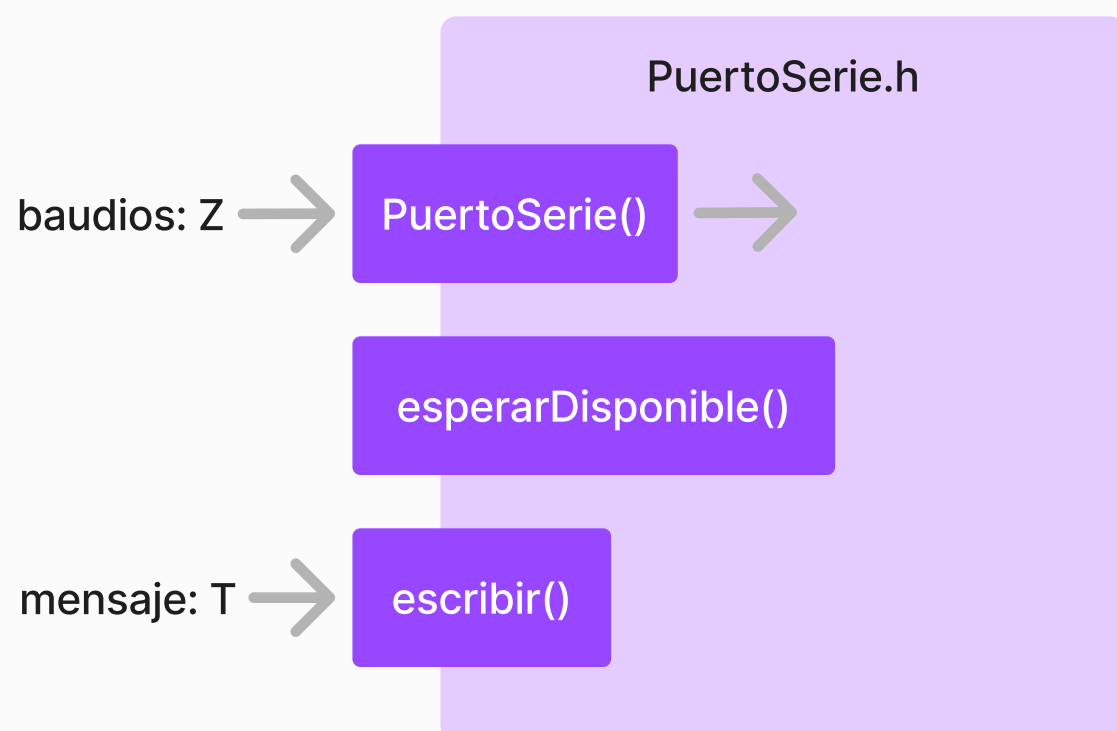 PuertoSerie.h
baudios: Z
PuertoSerie()
esperarDisponible()
mensaje: T
escribir()